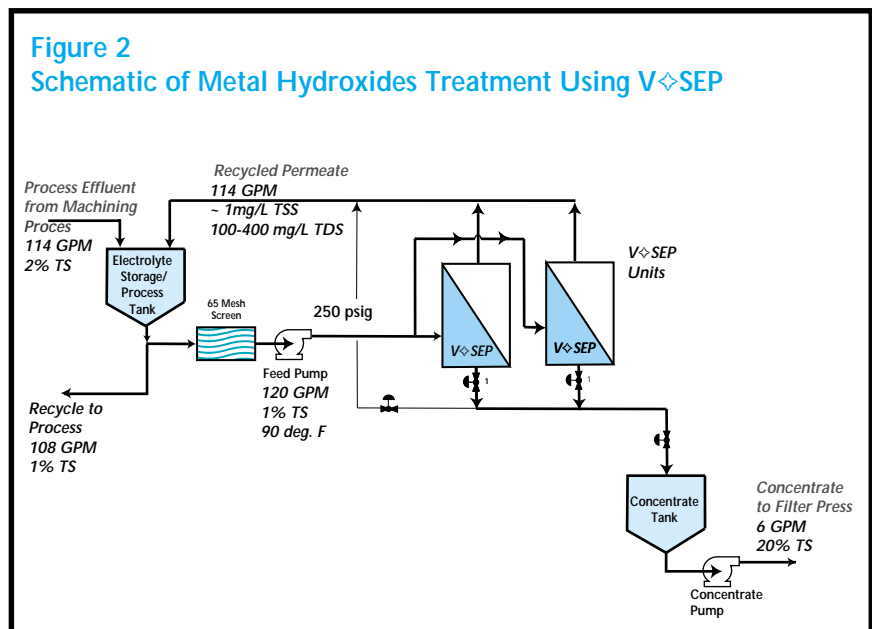 Figure 2
Schematic of Metal Hydroxides Treatment Using V✧SEP
Process Effluent
from Machining
Proces
114 GPM
2% TS
Recycled Permeate
114 GPM
~ 1mg/L TSS
100-400 mg/L TDS
Electrolyte
Storage/
Process
Tank
65 Mesh
Screen
250 psig
V✧SEP
Units
V✧SEP
1
V✧SEP
1
Feed Pump
120 GPM
1% TS
90 deg. F
Recycle to
Process
108 GPM
1% TS
Concentrate
Tank
Concentrate
to Filter Press
6 GPM
20% TS
Concentrate
Pump